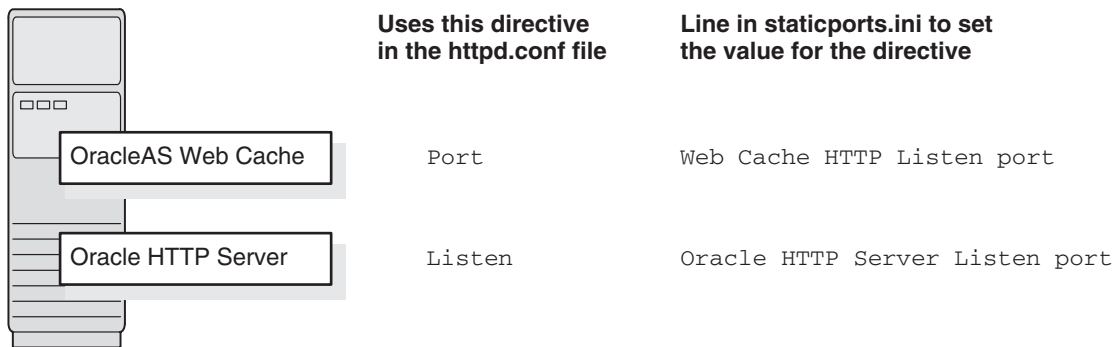 Uses this directive
in the httpd.conf file
Line in staticports.ini to set
the value for the directive
OracleAS Web Cache
Port
Web Cache HTTP Listen port
Oracle HTTP Server
Listen
Oracle HTTP Server Listen port